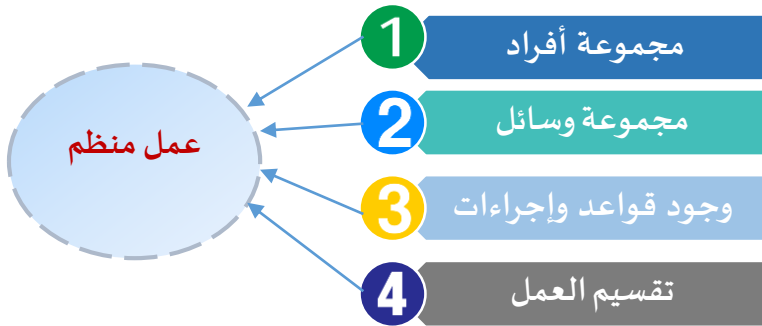 1 مجموعة أفراد
2 مجموعة وسائل
عمل منظم
3 وجود قواعد وإجراءات
4 تقسيم العمل